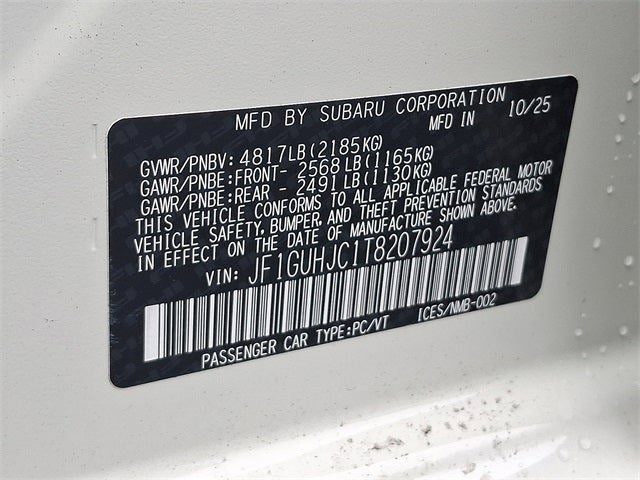 MFD BY SUBARU CORPORATION
MFD IN 10/25
GVWR/PNBV: 4817LB(2185KG)
GAWR/PNBE:FRONT- 2568LB(1165KG)
GAWR/PNBE:REAR - 2491LB(1130KG)
THIS VEHICLE CONFORMS TO ALL APPLICABLE FEDERAL MOTOR
VEHICLE SAFETY, BUMPER, AND THEFT PREVENTION STANDARDS
IN EFFECT ON THE DATE OF MANUFACTURE SHOWN ABOVE.
VIN: JF1GUHJC1T8207924
PASSENGER CAR TYPE:PC/VT ICES/NMB-002